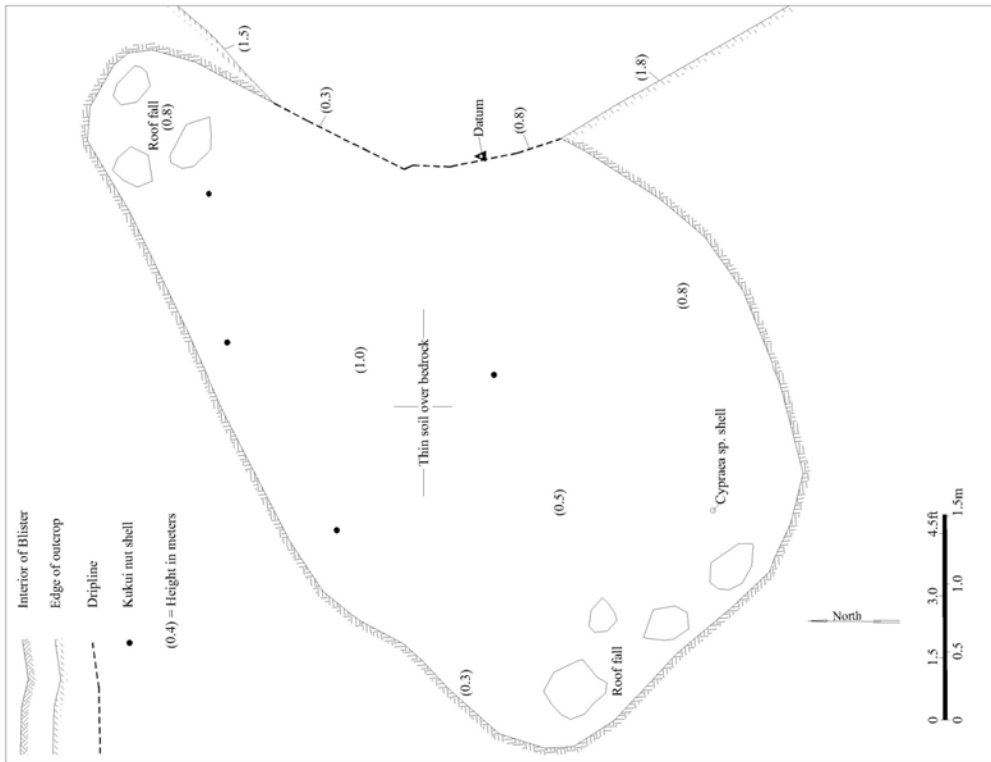 Interior of Blister
Edge of outcrop
Dripline
Kukui nut shell
(0.4) = Height in meters
(1.5)
Roof fall
(0.8)
(0.3)
(1.8)
Datum
(0.8)
(1.0)
Thin soil over bedrock
(0.8)
(0.5)
Cypraea sp. shell
(0.3)
Roof fall
North
0 1.5 3.0 4.5ft
0 0.5 1.0 1.5m